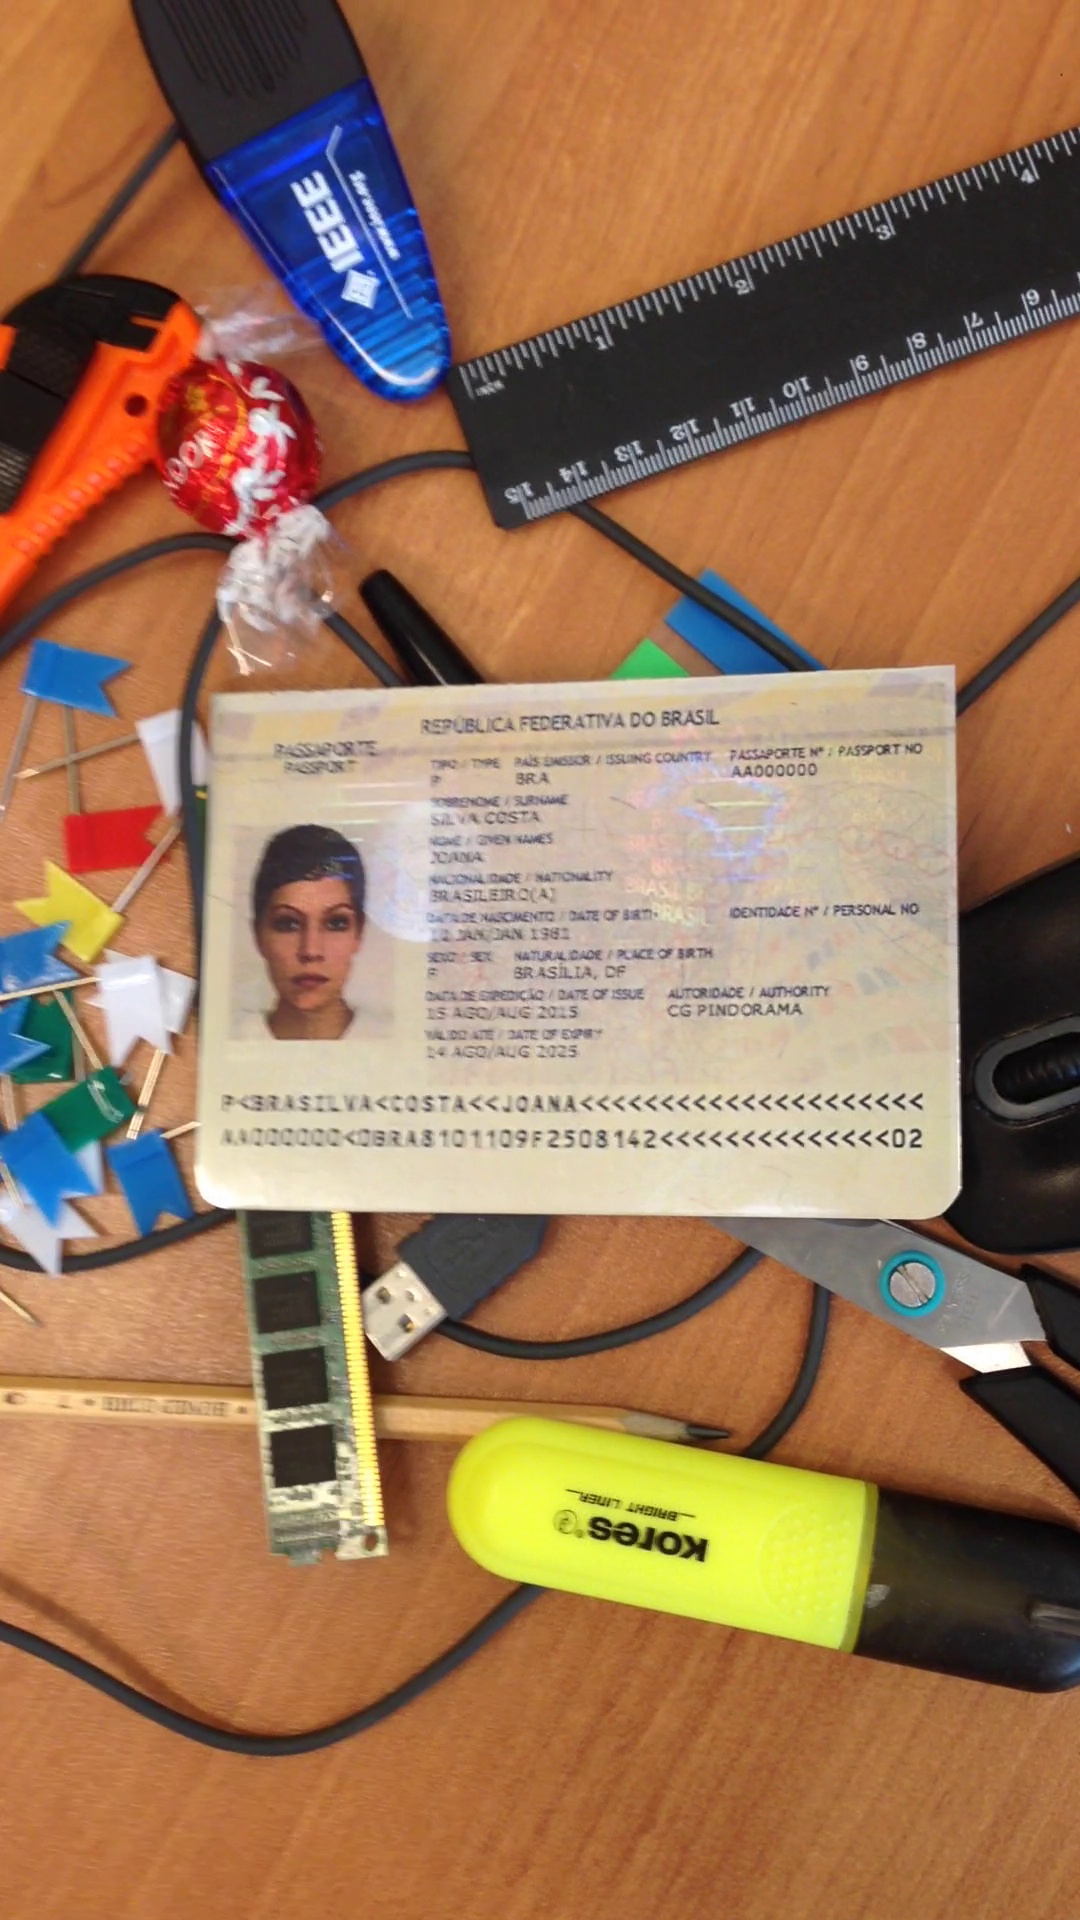 IEEE
www.ieee.org
1 2 3 4
15 14 13 12 11 10 9 8 7 6
REPÚBLICA FEDERATIVA DO BRASIL
PASSAPORTE
PASSPORT
TIPO / TYPE PAÍS EMISSOR / ISSUING COUNTRY PASSAPORTE Nº / PASSPORT NO
P BRA AA000000
SOBRENOME / SURNAME
SILVA COSTA
NOME / GIVEN NAMES
JOANA
NACIONALIDADE / NATIONALITY
BRASILEIRO(A)
DATA DE NASCIMENTO / DATE OF BIRTH IDENTIDADE Nº / PERSONAL NO
JAN/JAN 1981
SEXO / SEX NATURALIDADE / PLACE OF BIRTH
F BRASÍLIA, DF
DATA DE EXPEDIÇÃO / DATE OF ISSUE AUTORIDADE / AUTHORITY
15 AGO/AUG 2015 CG PINDORAMA
VÁLIDO ATÉ / DATE OF EXPIRY
14 AGO/AUG 2025
P<BRASILVA<COSTA<<JOANA<<<<<<<<<<<<<<<<<<<<<
AA000000<0BRA8101109F2508142<<<<<<<<<<<<<<02
Kores
BRIGHT LINER